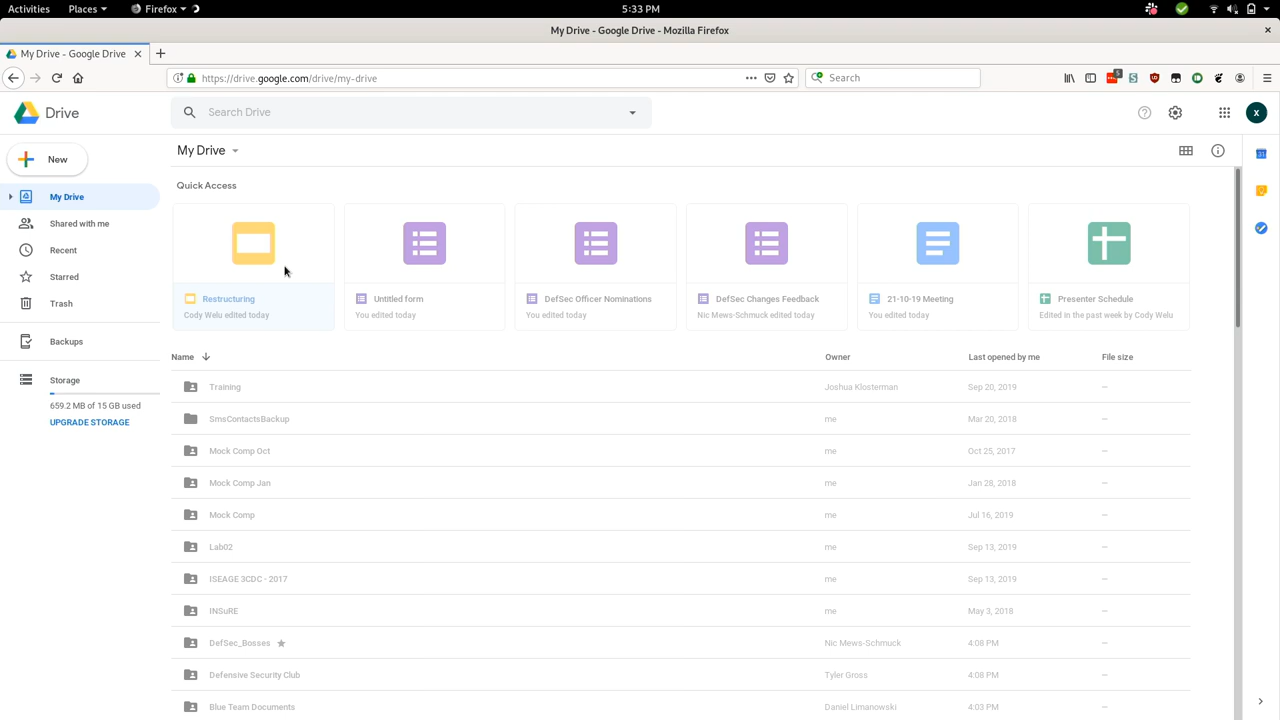 Activities Places Firefox 5:33 PM
My Drive - Google Drive - Mozilla Firefox
My Drive - Google Drive
https://drive.google.com/drive/my-drive Search 5
Drive Search Drive X
New My Drive
My Drive
Shared with me
Recent
Starred
Trash
Backups
Storage
659.2 MB of 15 GB used
UPGRADE STORAGE
Quick Access
Restructuring Untitled form DefSec Officer Nominations DefSec Changes Feedback 21-10-19 Meeting Presenter Schedule
Cody Welu edited today You edited today You edited today Nic Mews-Schmuck edited today You edited today Edited in the past week by Cody Welu
Name Owner Last opened by me File size
Training Joshua Klosterman Sep 20, 2019 —
SmsContactsBackup me Mar 20, 2018 —
Mock Comp Oct me Oct 25, 2017 —
Mock Comp Jan me Jan 28, 2018 —
Mock Comp me Jul 16, 2019 —
Lab02 me Sep 13, 2019 —
ISEAGE 3CDC - 2017 me Sep 13, 2019 —
INSuRE me May 3, 2018 —
DefSec_Bosses Nic Mews-Schmuck 4:08 PM —
Defensive Security Club Tyler Gross 4:08 PM —
Blue Team Documents Daniel Limanowski 4:03 PM —
31